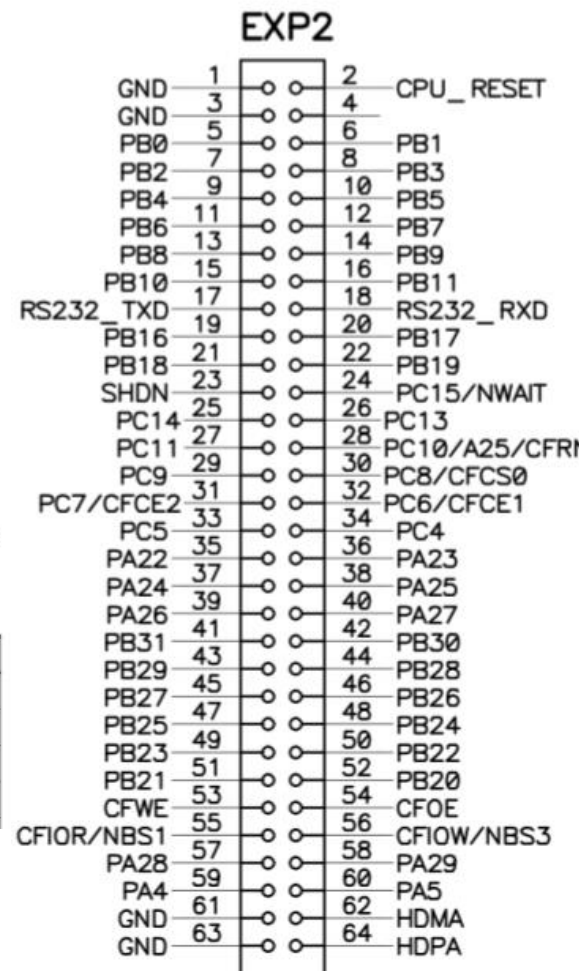 EXP2
GND 1 2 CPU_RESET
GND 3 4
PB0 5 6 PB1
PB2 7 8 PB3
PB4 9 10 PB5
PB6 11 12 PB7
PB8 13 14 PB9
PB10 15 16 PB11
RS232_TXD 17 18 RS232_RXD
PB16 19 20 PB17
PB18 21 22 PB19
SHDN 23 24 PC15/NWAIT
PC14 25 26 PC13
PC11 27 28 PC10/A25/CFRN
PC9 29 30 PC8/CFCS0
PC7/CFCE2 31 32 PC6/CFCE1
PC5 33 34 PC4
PA22 35 36 PA23
PA24 37 38 PA25
PA26 39 40 PA27
PB31 41 42 PB30
PB29 43 44 PB28
PB27 45 46 PB26
PB25 47 48 PB24
PB23 49 50 PB22
PB21 51 52 PB20
CFWE 53 54 CFOE
CFIOR/NBS1 55 56 CFIOW/NBS3
PA28 57 58 PA29
PA4 59 60 PA5
GND 61 62 HDMA
GND 63 64 HDPA